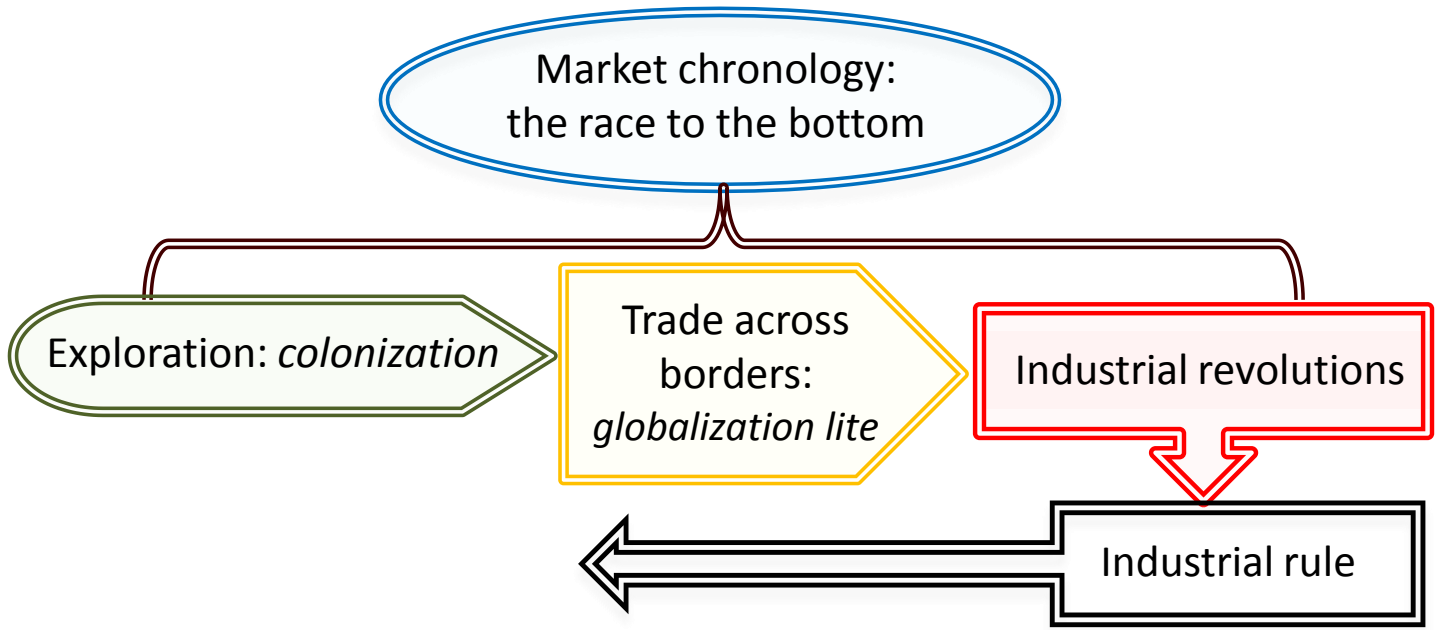 Market chronology:
the race to the bottom
Exploration: colonization
Trade across
borders:
globalization lite
Industrial revolutions
Industrial rule